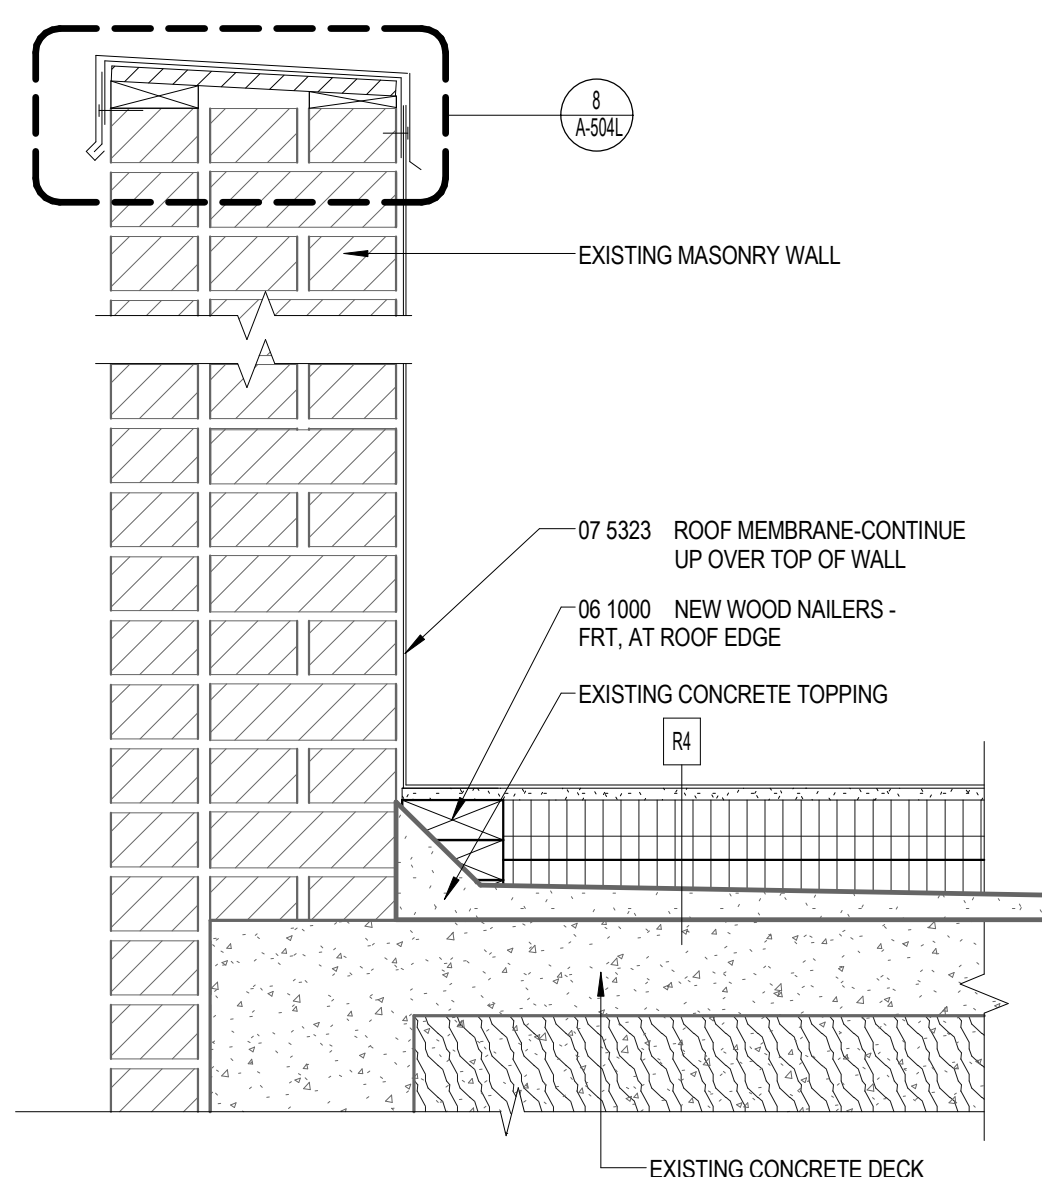 8
A-504L
EXISTING MASONRY WALL
07 5323 ROOF MEMBRANE-CONTINUE
UP OVER TOP OF WALL
06 1000 NEW WOOD NAILERS -
FRT, AT ROOF EDGE
EXISTING CONCRETE TOPPING
R4
EXISTING CONCRETE DECK